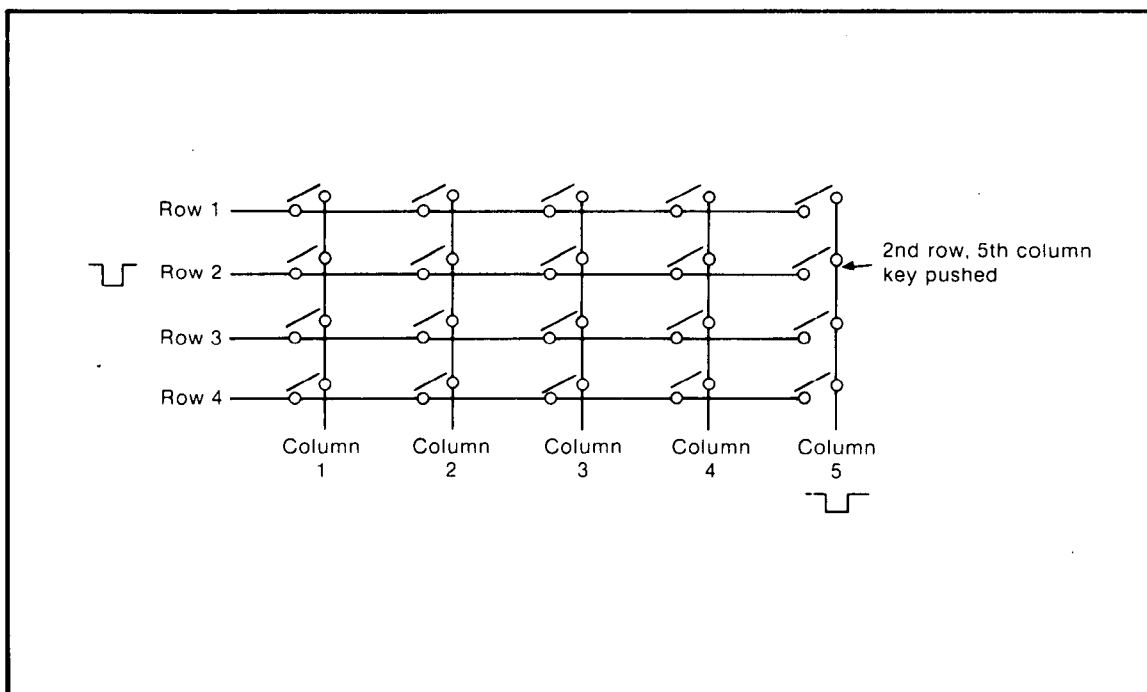 Row 1
Row 2
2nd row, 5th column
key pushed
Row 3
Row 4
Column Column Column Column Column
1 2 3 4 5